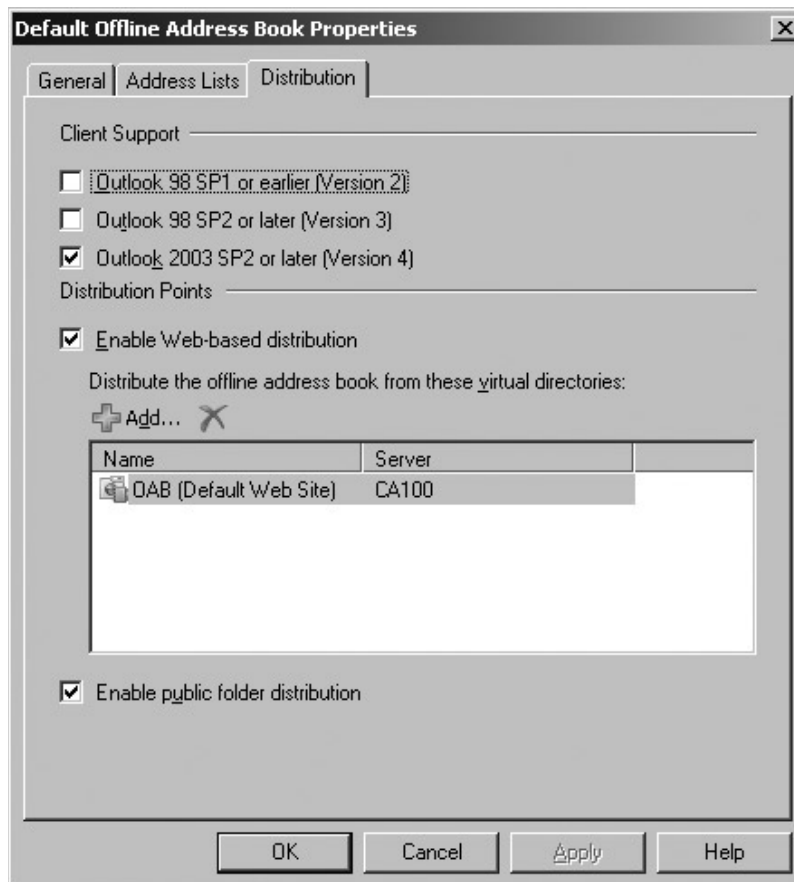 Default Offline Address Book Properties
General Address Lists Distribution
Client Support
Outlook 98 SP1 or earlier (Version 2)
Outlook 98 SP2 or later (Version 3)
Outlook 2003 SP2 or later (Version 4)
Distribution Points
Enable Web-based distribution
Distribute the offline address book from these virtual directories:
Add...
Name Server
OAB (Default Web Site) CA100
Enable public folder distribution
OK Cancel Apply Help